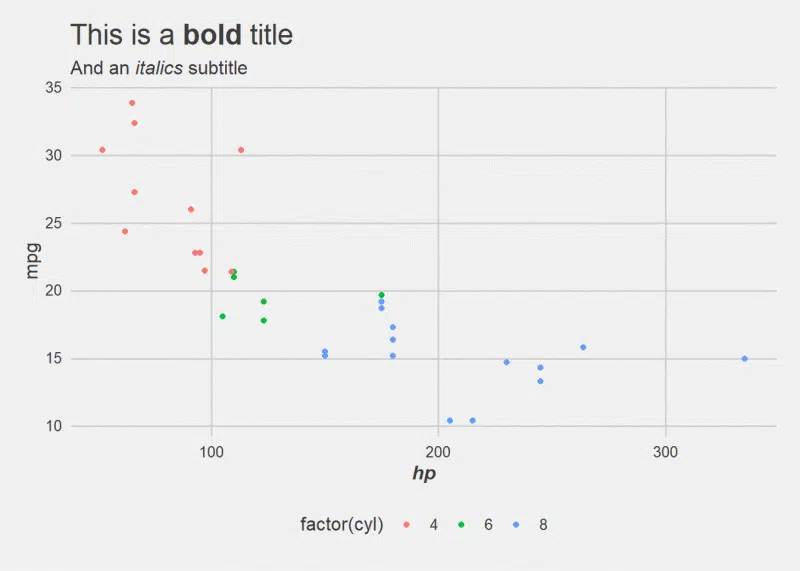 This is a bold title
And an italics subtitle
35
30
25
20
15
10
mpg
100 200 300
hp
factor(cyl) 4 6 8